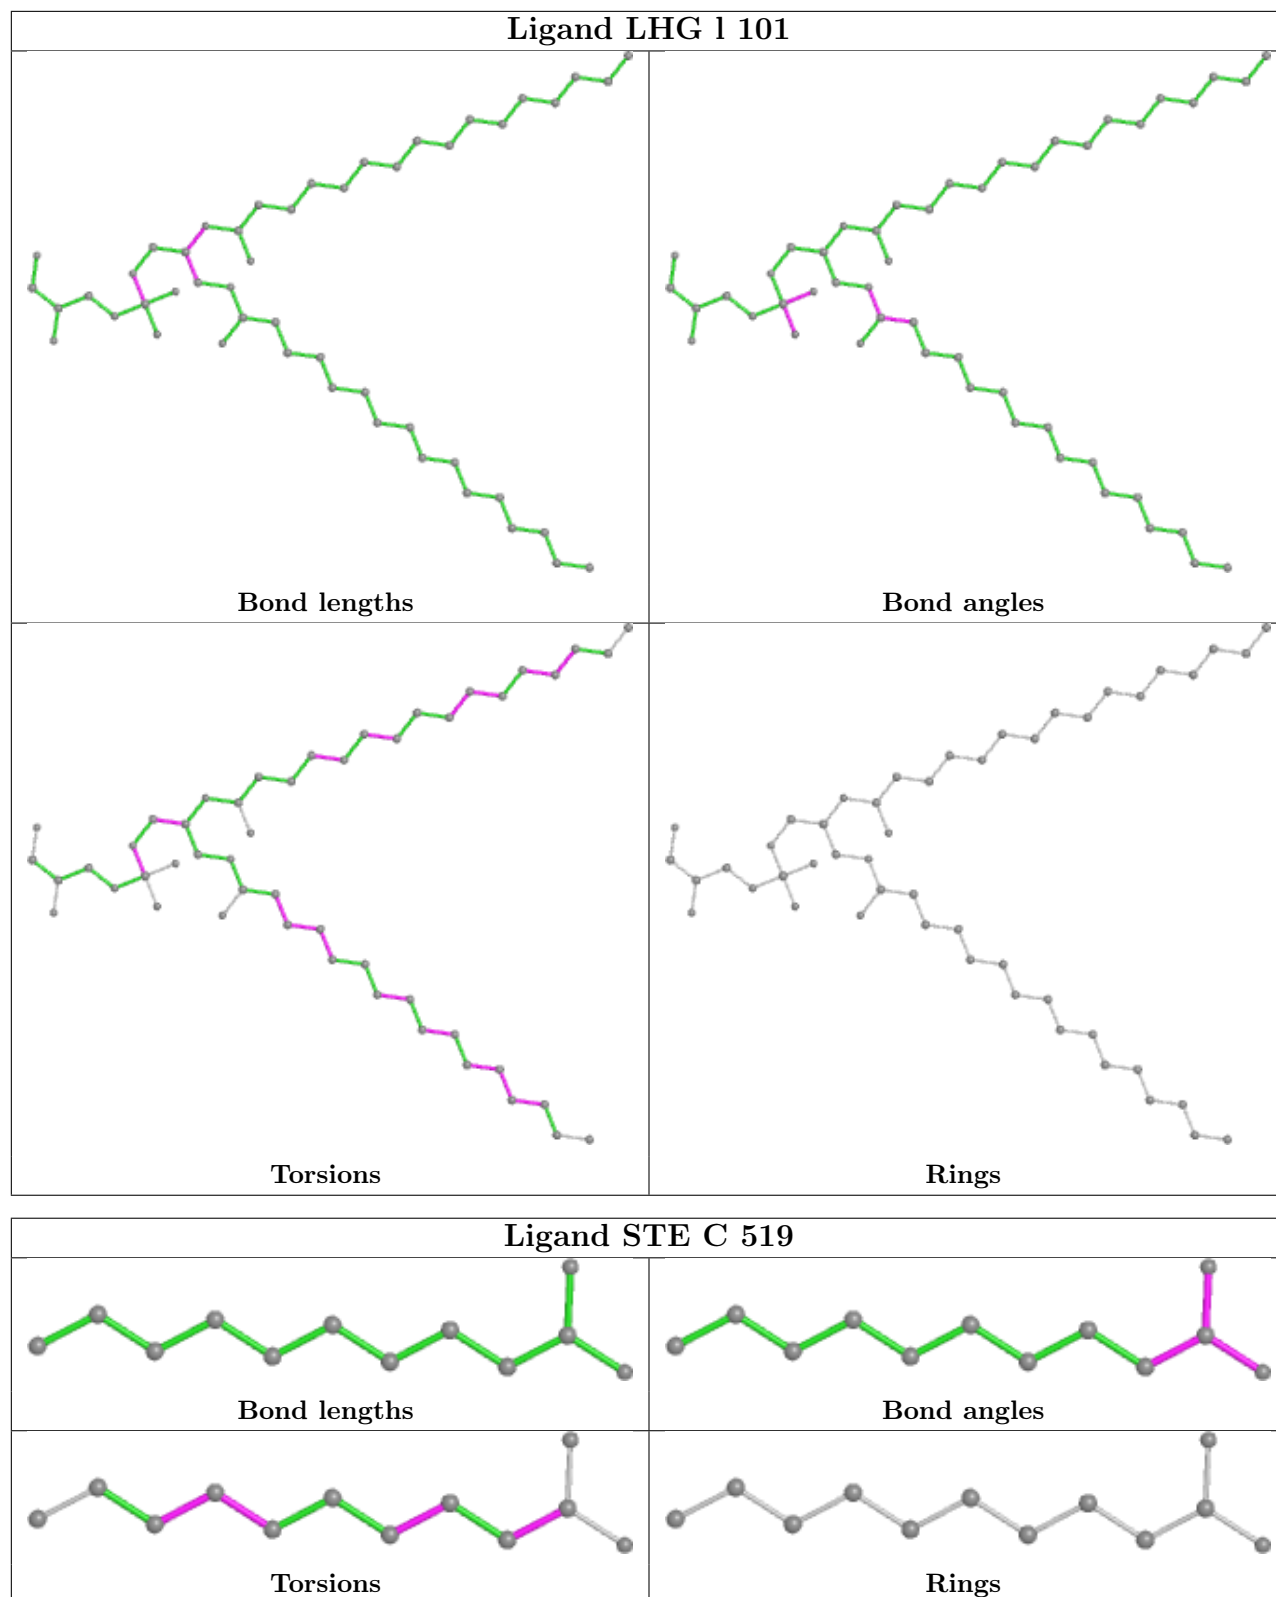 Ligand LHG l 101
Bond lengths
Bond angles
Torsions
Rings
Ligand STE C 519
Bond lengths
Bond angles
Torsions
Rings